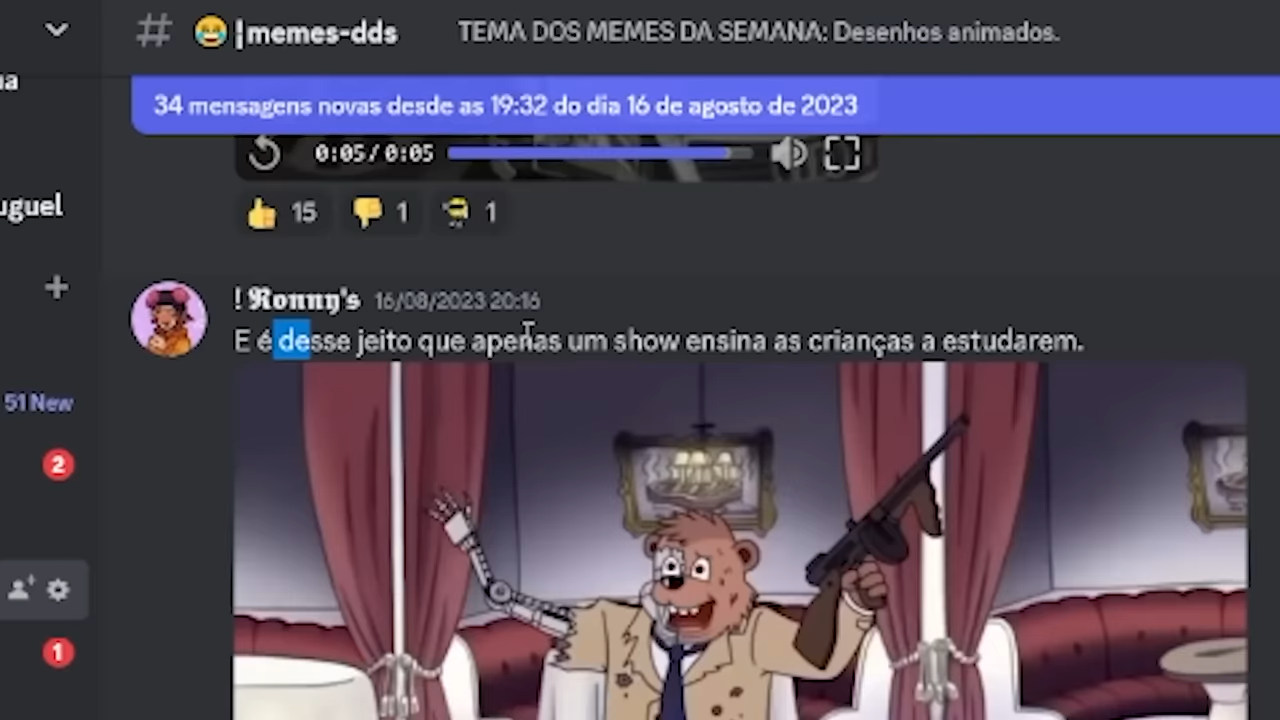 😂|memes-dds
TEMA DOS MEMES DA SEMANA: Desenhos animados.
34 mensagens novas desde as 19:32 do dia 16 de agosto de 2023
0:05/0:05
15 1 1
uguel
! Ronny's 16/08/2023 20:16
E é desse jeito que apenas um show ensina as crianças a estudarem.
51 New
2
1